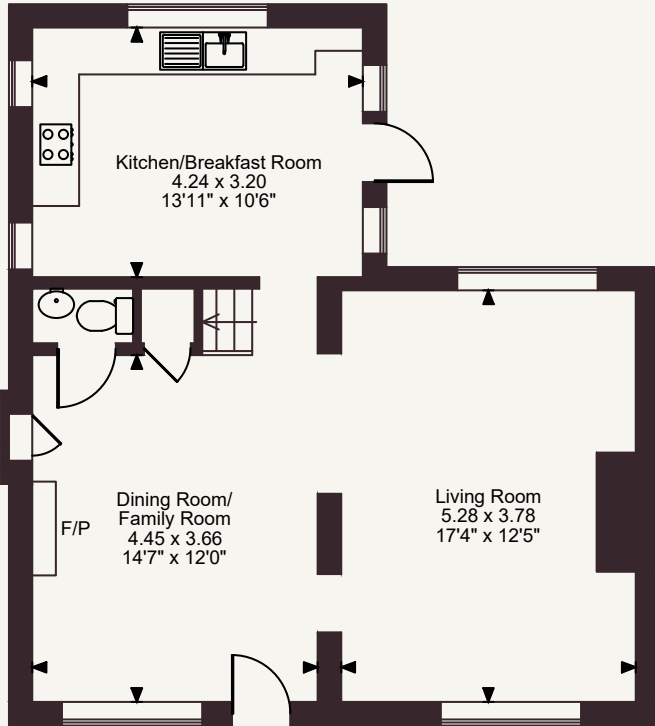 Kitchen/Breakfast Room
4.24 x 3.20
13'11" x 10'6"
Dining Room/
Family Room
4.45 x 3.66
14'7" x 12'0"
F/P
Living Room
5.28 x 3.78
17'4" x 12'5"